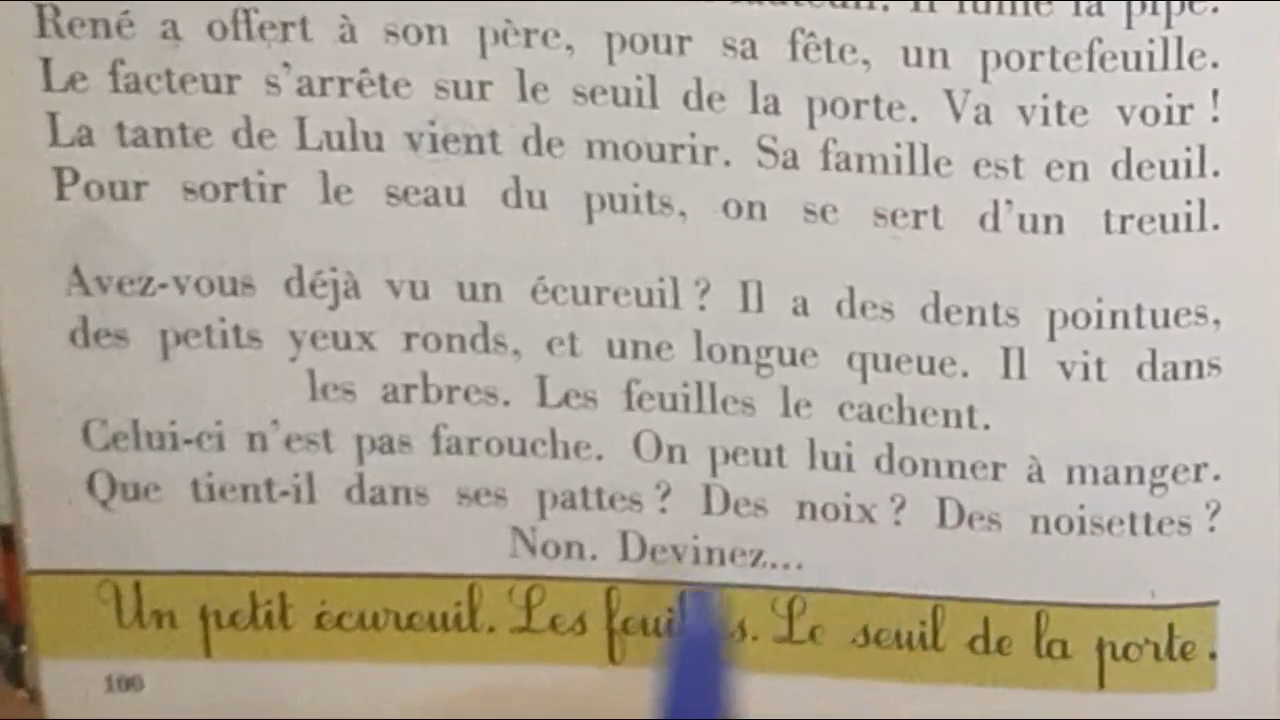 Il fume la pipe.
René a offert à son père, pour sa fête, un portefeuille.
Le facteur s'arrête sur le seuil de la porte. Va vite voir !
La tante de Lulu vient de mourir. Sa famille est en deuil.
Pour sortir le seau du puits, on se sert d'un treuil.
Avez-vous déjà vu un écureuil ? Il a des dents pointues,
des petits yeux ronds, et une longue queue. Il vit dans
les arbres. Les feuilles le cachent.
Celui-ci n'est pas farouche. On peut lui donner à manger.
Que tient-il dans ses pattes ? Des noix ? Des noisettes ?
Non. Devinez...
Un petit écureuil. Les Le seuil de la porte.
100